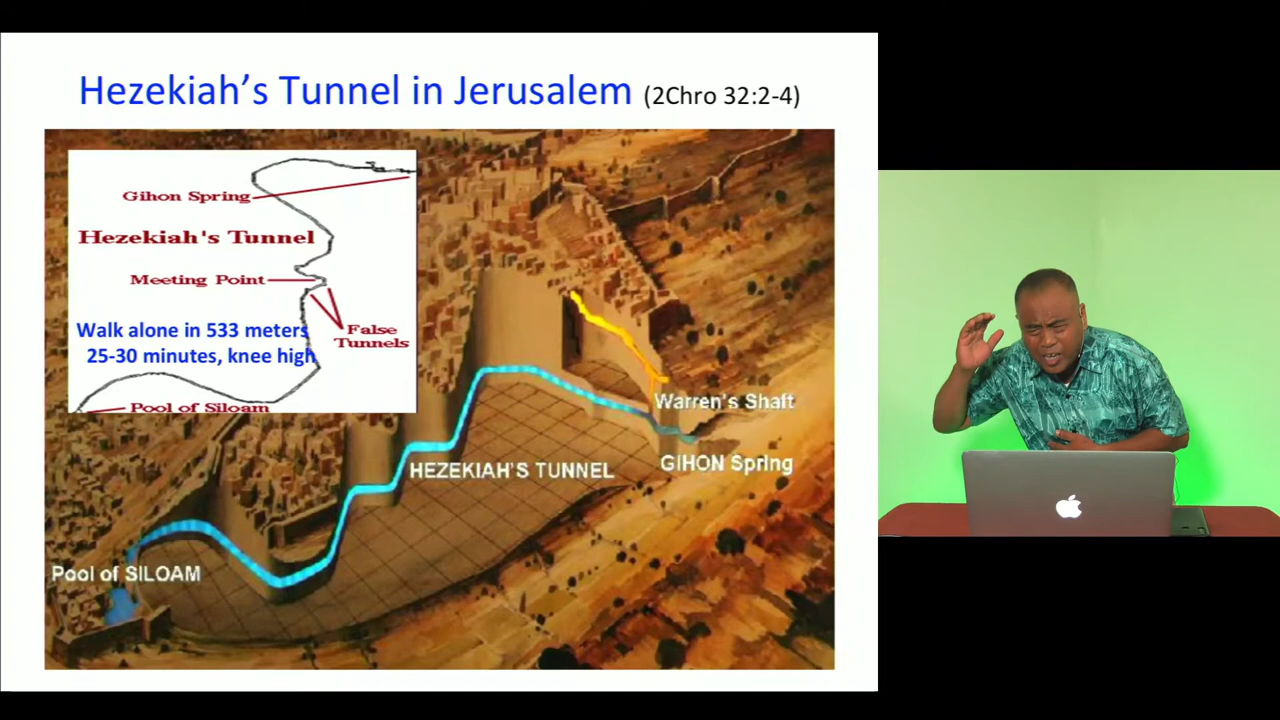 Hezekiah's Tunnel in Jerusalem (2Chro 32:2-4)
Gihon Spring
Hezekiah's Tunnel
Meeting Point
Walk alone in 533 meters
25-30 minutes, knee high
False
Tunnels
Pool of Siloam
Warren's Shaft
GIHON Spring
HEZEKIAH'S TUNNEL
Pool of SILOAM